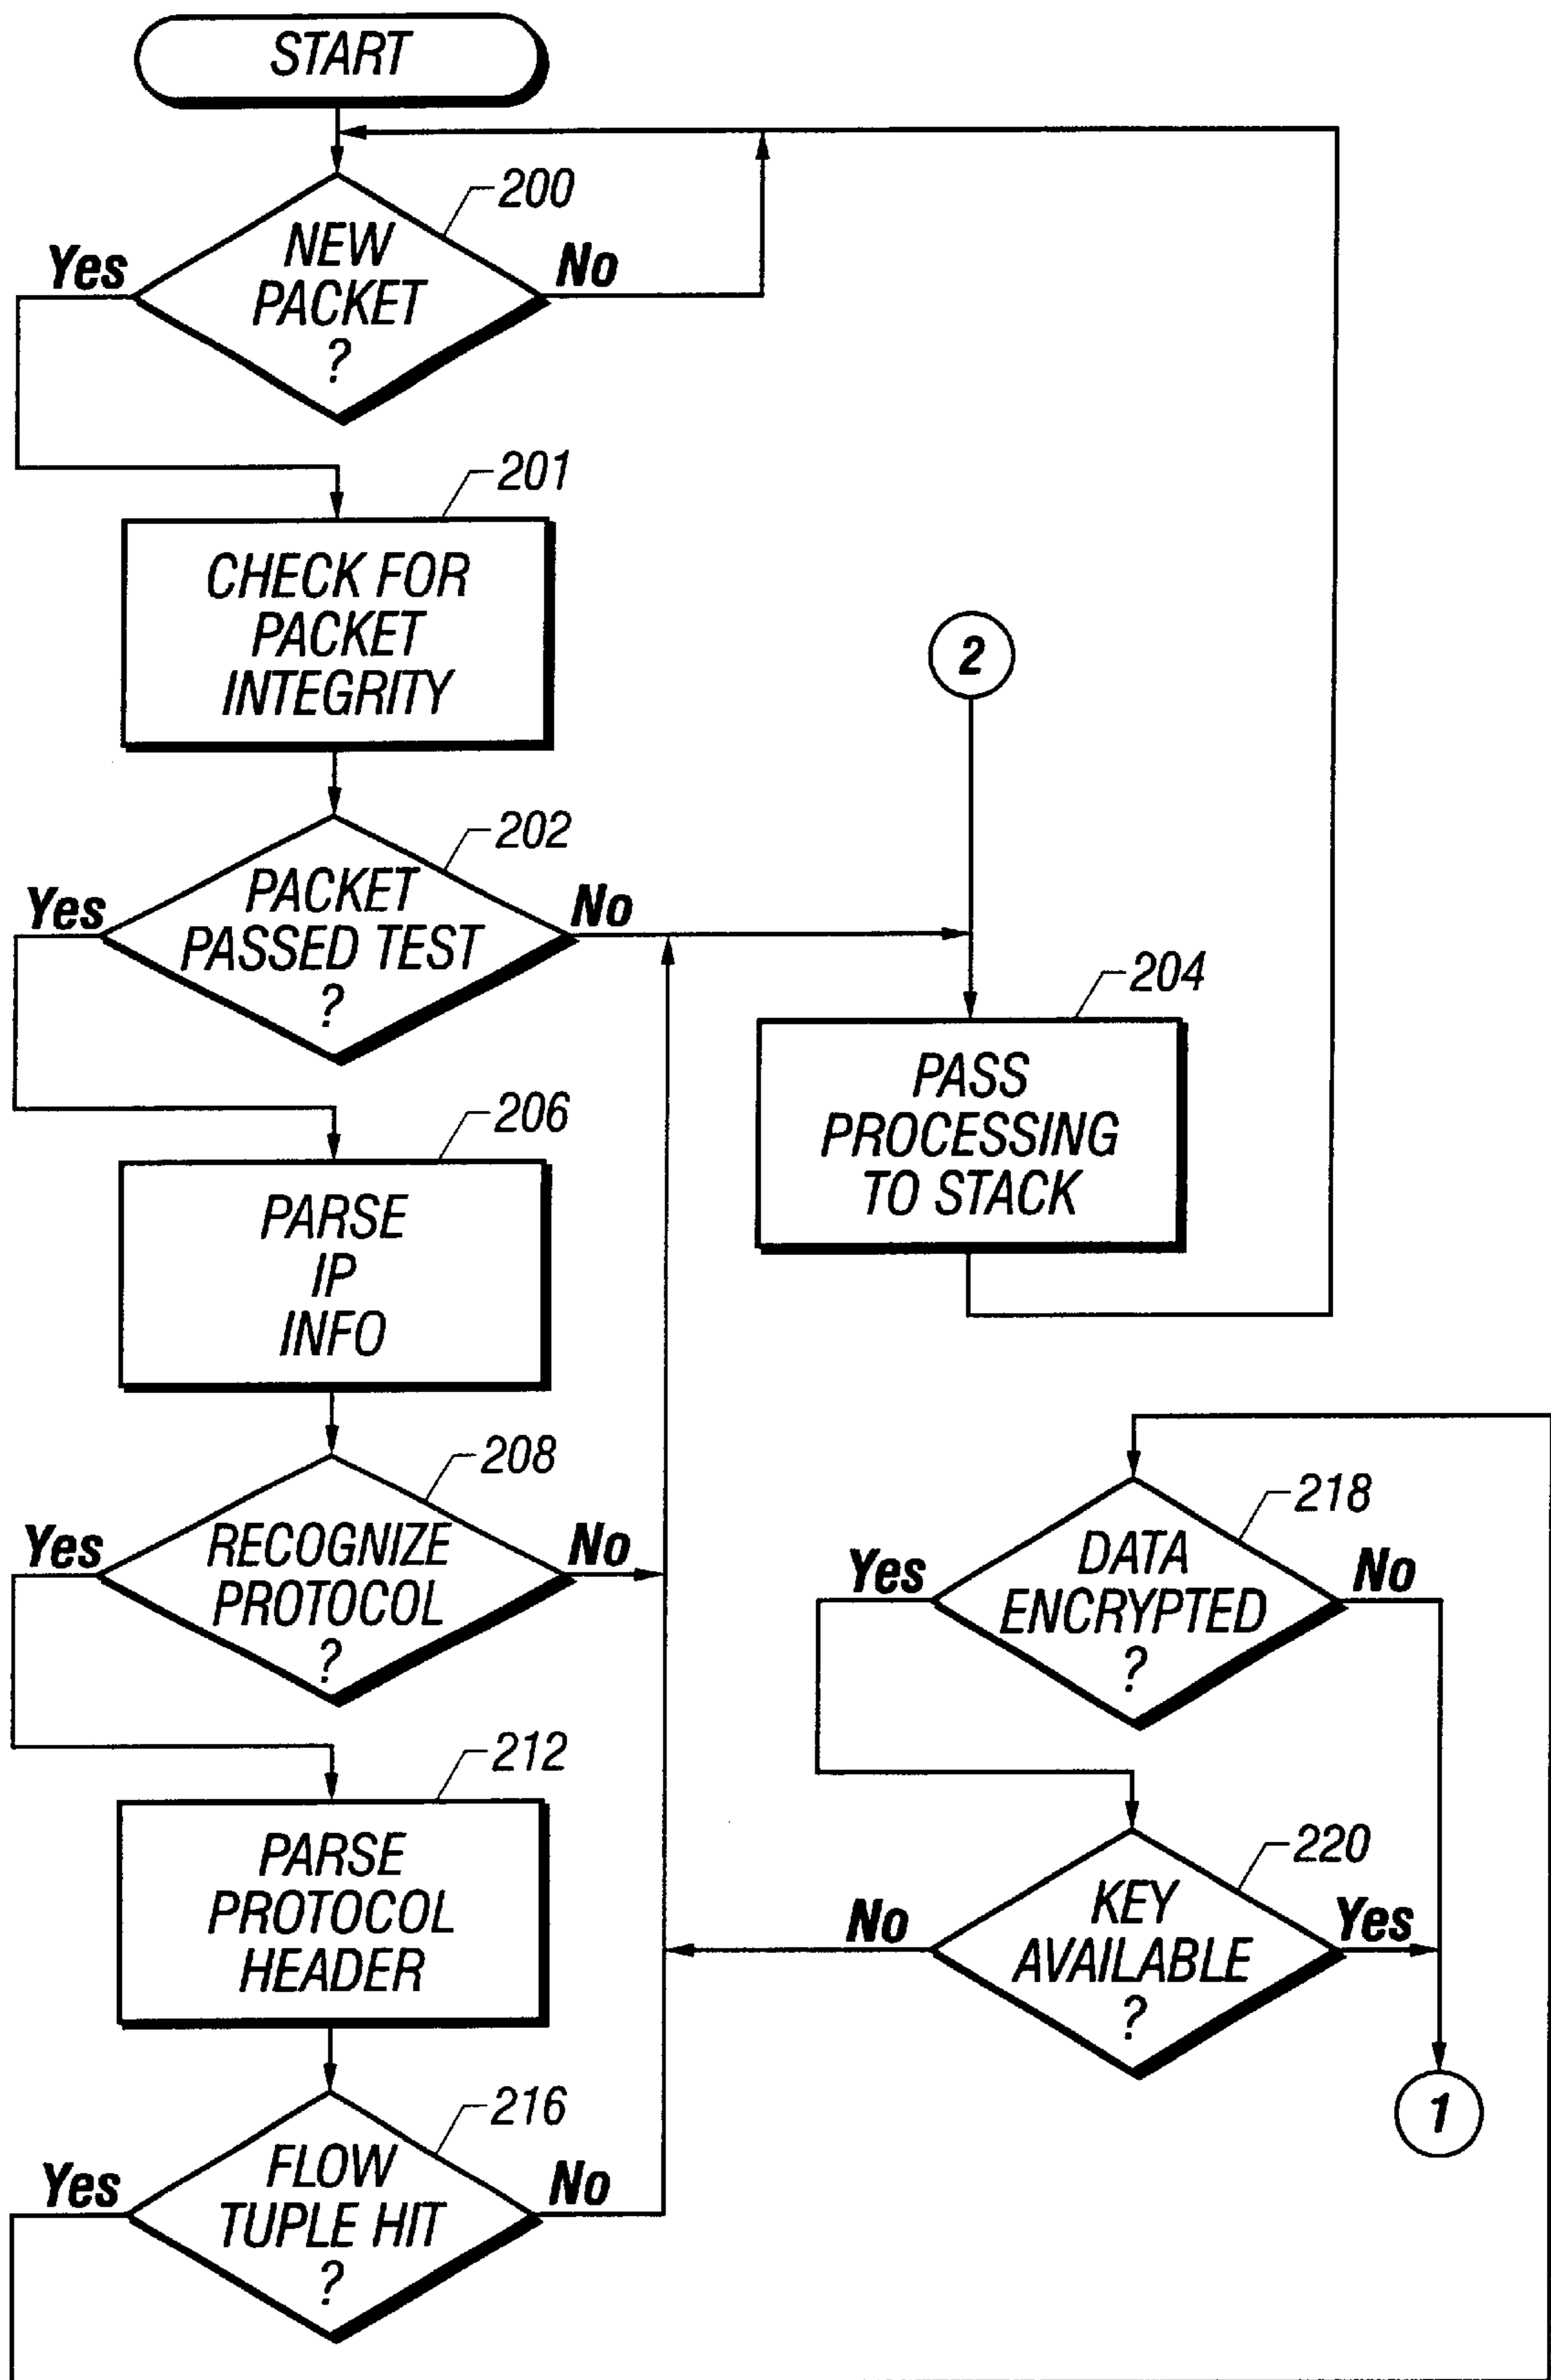 START
200
NEW
PACKET
?
Yes
No
201
CHECK FOR
PACKET
INTEGRITY
2
202
PACKET
PASSED TEST
?
Yes
No
204
PASS
PROCESSING
TO STACK
206
PARSE
IP
INFO
208
RECOGNIZE
PROTOCOL
?
Yes
No
218
DATA
ENCRYPTED
?
Yes
No
212
PARSE
PROTOCOL
HEADER
220
KEY
AVAILABLE
?
No
Yes
1
216
FLOW
TUPLE HIT
?
Yes
No